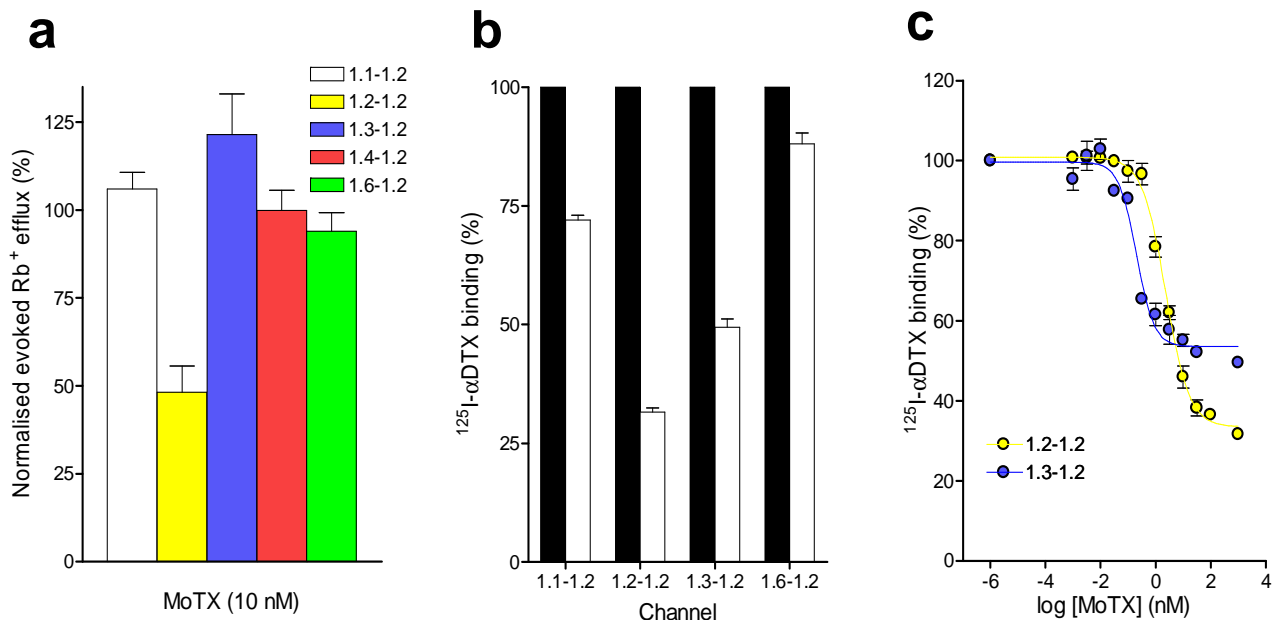 a
Normalised evoked Rb+ efflux (%)
125
100
75
50
25
0
1.1-1.2
1.2-1.2
1.3-1.2
1.4-1.2
1.6-1.2
MoTX (10 nM)
b
125I-αDTX binding (%)
100
75
50
25
0
1.1-1.2 1.2-1.2 1.3-1.2 1.6-1.2
Channel
c
125I-αDTX binding (%)
120
100
80
60
40
20
0
1.2-1.2
1.3-1.2
-6 -4 -2 0 2 4
log [MoTX] (nM)